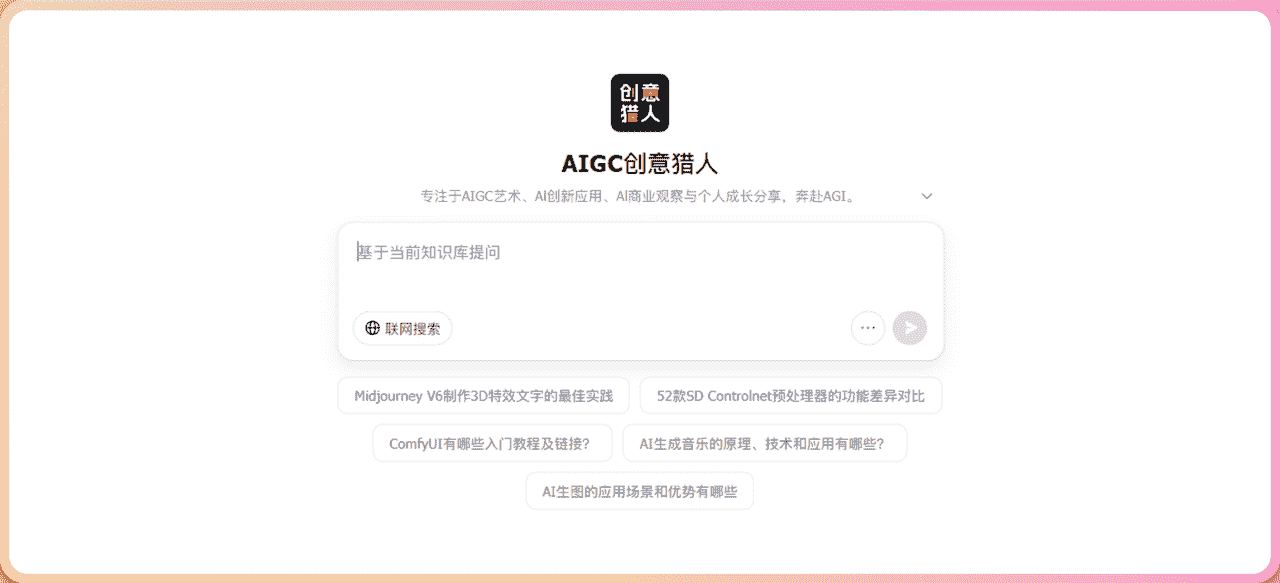 创意
猎人
AIGC创意猎人
专注于AIGC艺术、AI创新应用、AI商业观察与个人成长分享，奔赴AGI。
基于当前知识库提问
联网搜索
Midjourney V6制作3D特效文字的最佳实践
52款SD Controlnet预处理器的功能差异对比
ComfyUI有哪些入门教程及链接?
AI生成音乐的原理、技术和应用有哪些?
AI生图的应用场景和优势有哪些